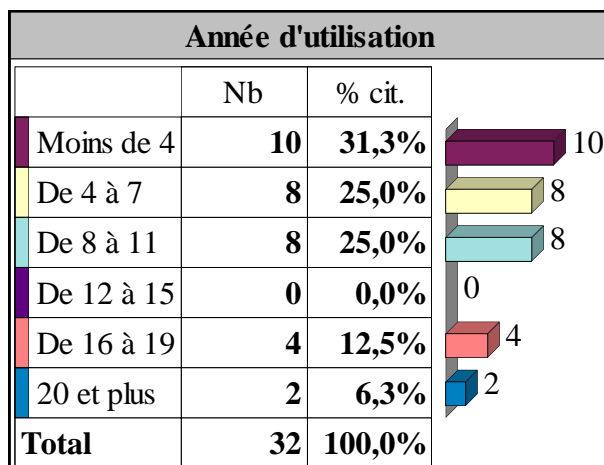 Année d'utilisation
Nb % cit.
Moins de 4 10 31,3% 10
De 4 à 7 8 25,0% 8
De 8 à 11 8 25,0% 8
De 12 à 15 0 0,0% 0
De 16 à 19 4 12,5% 4
20 et plus 2 6,3% 2
Total 32 100,0%